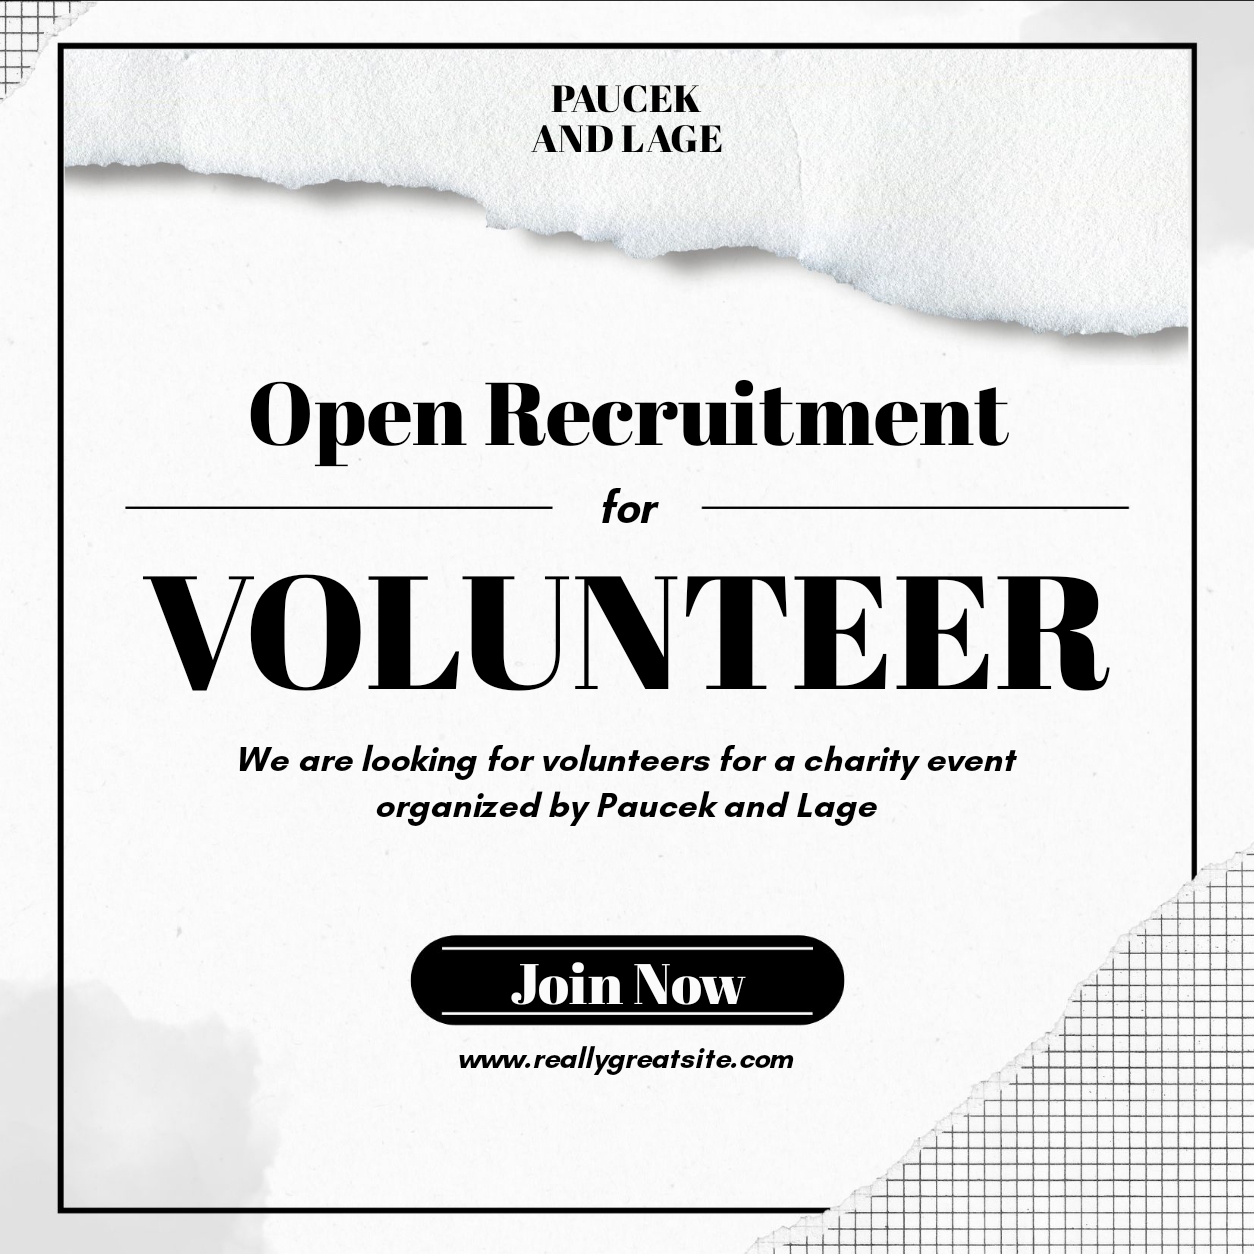 PAUCEK
AND LAGE
Open Recruitment
for
VOLUNTEER
We are looking for volunteers for a charity event
organized by Paucek and Lage
Join Now
www.reallygreatsite.com